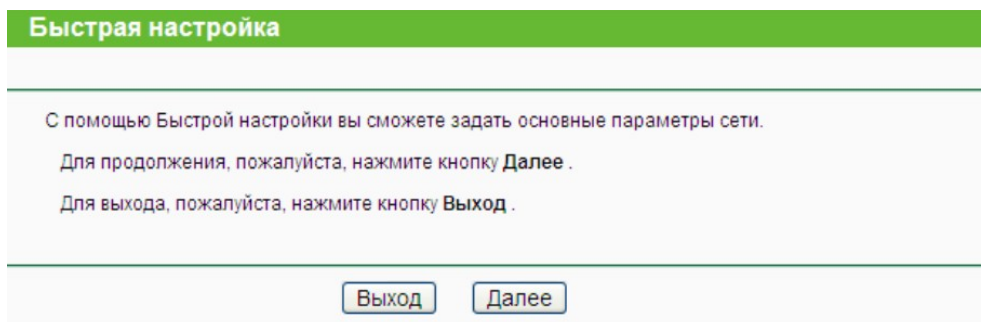 Быстрая настройка
С помощью Быстрой настройки вы сможете задать основные параметры сети.
Для продолжения, пожалуйста, нажмите кнопку Далее .
Для выхода, пожалуйста, нажмите кнопку Выход .
Выход Далее